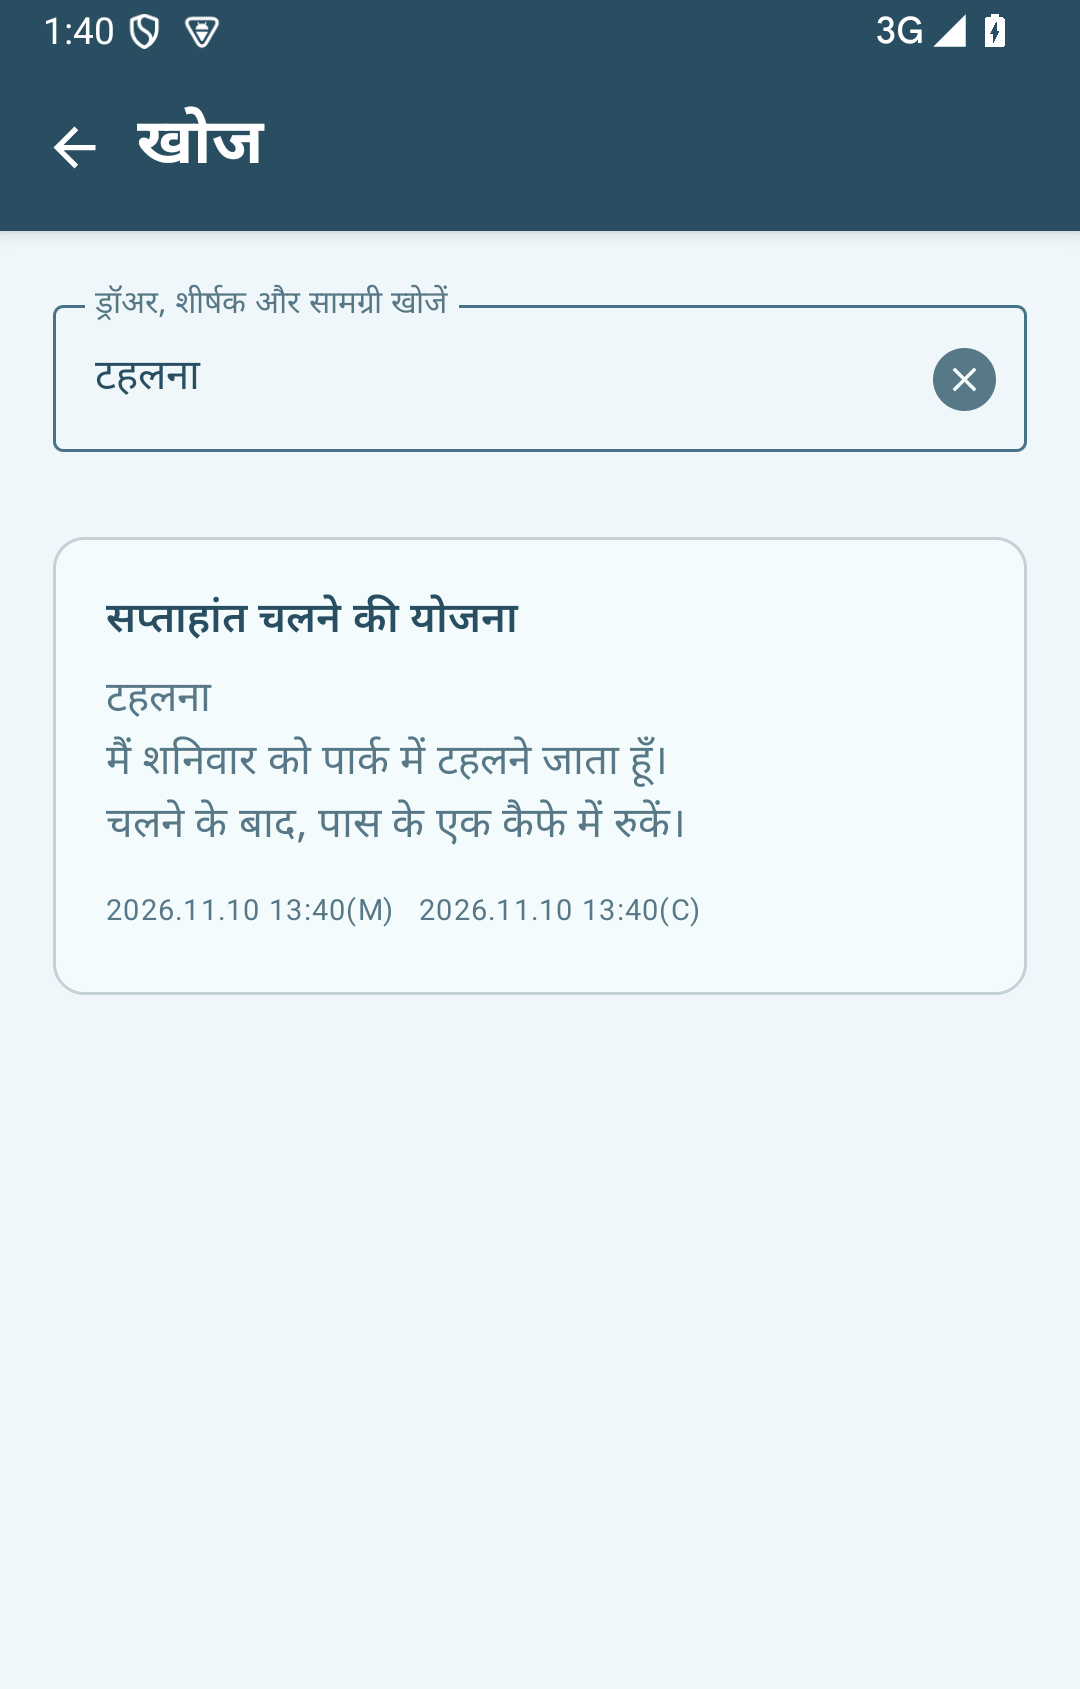 1:40 3G
खोज
ड्रॉअर, शीर्षक और सामग्री खोजें
टहलना
सप्ताहांत चलने की योजना
टहलना
मैं शनिवार को पार्क में टहलने जाता हूँ।
चलने के बाद, पास के एक कैफे में रुकें।
2026.11.10 13:40(M) 2026.11.10 13:40(C)